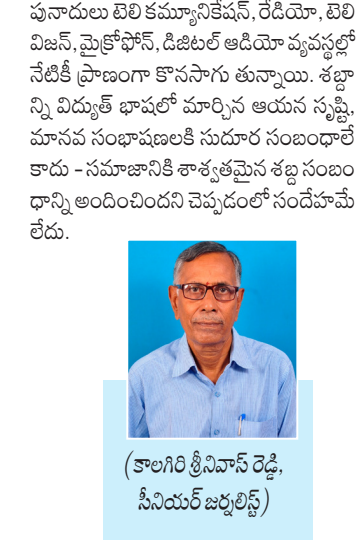 పునాదులు టెలి కమ్యూనికేషన్, రేడియో, టెలి
విజన్, మైక్రోఫోన్, డిజిటల్ ఆడియో వ్యవస్థల్లో
నేటికీ ప్రాణంగా కొనసాగు తున్నాయి. శబ్దా
న్ని విద్యుత్ భాషలో మార్చిన ఆయన సృష్టి,
మానవ సంభాషణలకి సుదూర సంబంధాలే
కాదు - సమాజానికి శాశ్వతమైన శబ్ద సంబం
ధాన్ని అందించిందని చెప్పడంలో సందేహమే
లేదు.
(కాలగిరి శ్రీనివాస్ రెడ్డి,
సీనియర్ జర్నలిస్ట్)